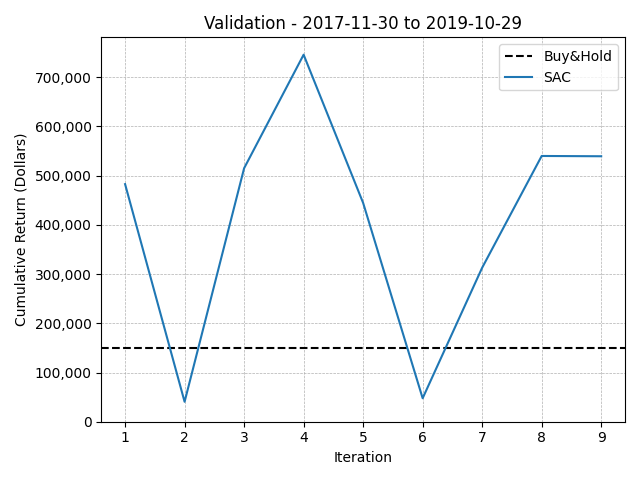 Validation - 2017-11-30 to 2019-10-29
Buy&Hold
SAC
Cumulative Return (Dollars)
700,000
600,000
500,000
400,000
300,000
200,000
100,000
0
1 2 3 4 5 6 7 8 9
Iteration